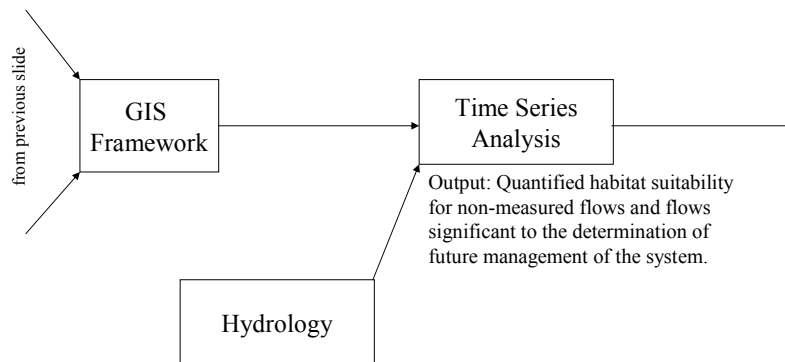 from previous slide
GIS
Framework
Time Series
Analysis
Output: Quantified habitat suitability
for non-measured flows and flows
significant to the determination of
future management of the system.
Hydrology